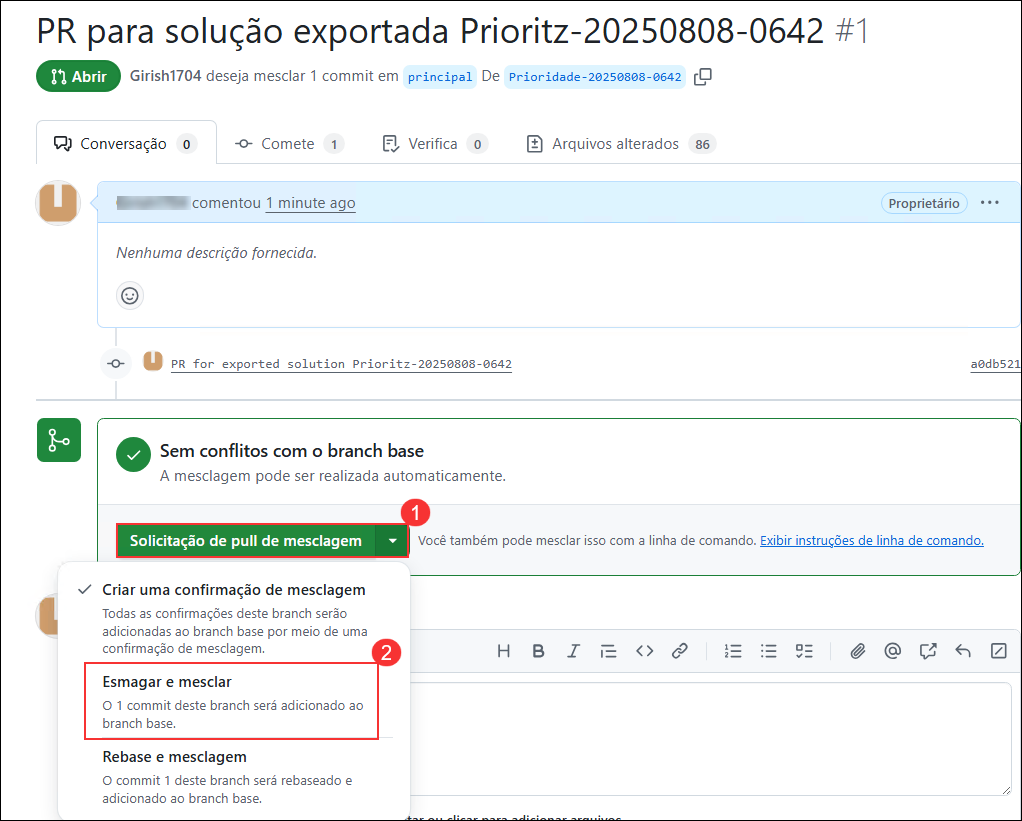 PR para solução exportada Prioritz-20250808-0642 #1
Abrir Girish1704 deseja mesclar 1 commit em principal De Prioridade-20250808-0642
Conversação 0 Comete 1 Verifica 0 Arquivos alterados 86
comentou 1 minute ago Proprietário
Nenhuma descrição fornecida.
PR for exported solution Prioritz-20250808-0642 a0db521
Sem conflitos com o branch base
A mesclagem pode ser realizada automaticamente.
1
Solicitação de pull de mesclagem Você também pode mesclar isso com a linha de comando. Exibir instruções de linha de comando.
Criar uma confirmação de mesclagem
Todas as confirmações deste branch serão
adicionadas ao branch base por meio de uma
confirmação de mesclagem.
2
Esmagar e mesclar
O 1 commit deste branch será adicionado ao
branch base.
Rebase e mesclagem
O commit 1 deste branch será rebaseado e
adicionado ao branch base.
ou clicar para adicionar arquivos